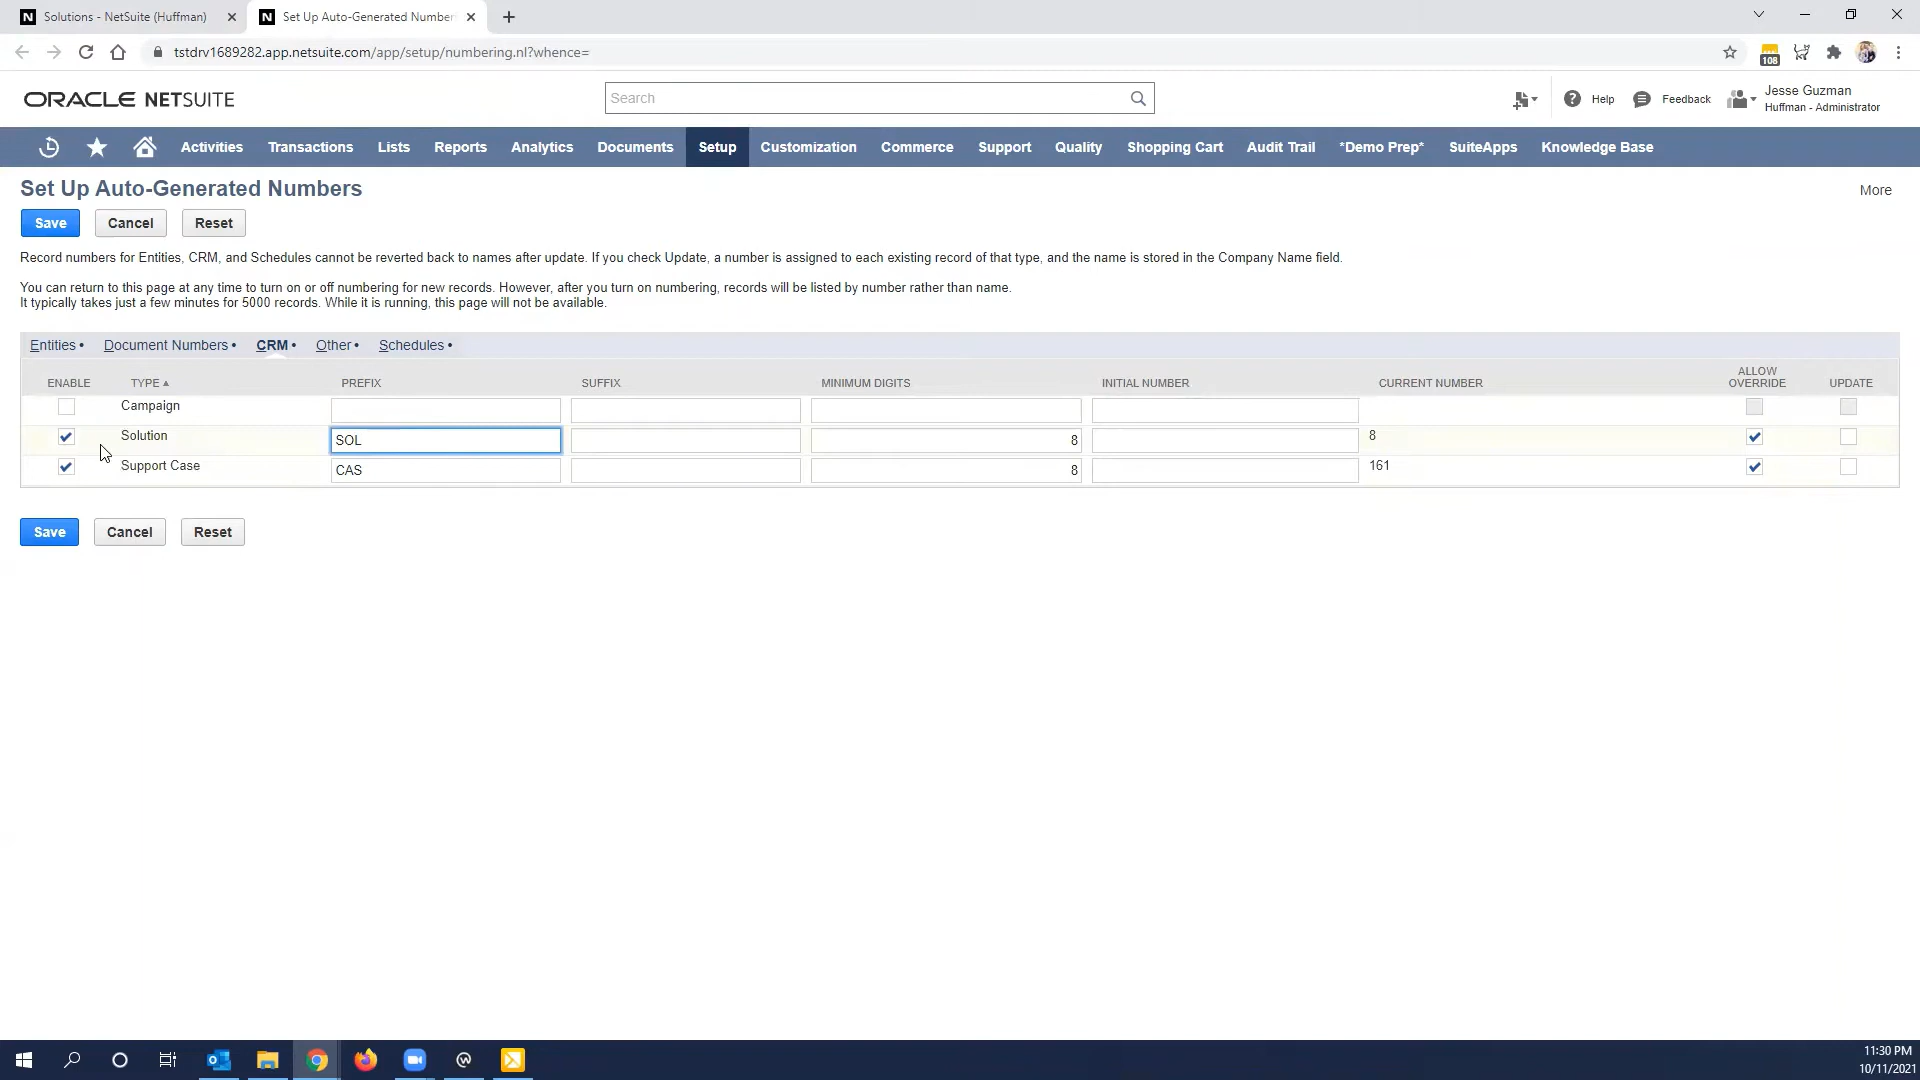 Solutions - NetSuite (Huffman)
Set Up Auto-Generated Number
tstdrv1689282.app.netsuite.com/app/setup/numbering.nl?whence=
108
ORACLE NETSUITE
Search
Help
Feedback
Jesse Guzman
Huffman - Administrator
Activities Transactions Lists Reports Analytics Documents Setup Customization Commerce Support Quality Shopping Cart Audit Trail *Demo Prep* SuiteApps Knowledge Base
Set Up Auto-Generated Numbers
More
Save Cancel Reset
Record numbers for Entities, CRM, and Schedules cannot be reverted back to names after update. If you check Update, a number is assigned to each existing record of that type, and the name is stored in the Company Name field.
You can return to this page at any time to turn on or off numbering for new records. However, after you turn on numbering, records will be listed by number rather than name.
It typically takes just a few minutes for 5000 records. While it is running, this page will not be available.
Entities • Document Numbers • CRM • Other • Schedules •
ENABLE TYPE PREFIX SUFFIX MINIMUM DIGITS INITIAL NUMBER CURRENT NUMBER ALLOW OVERRIDE UPDATE
Campaign
Solution SOL 8 8
Support Case CAS 8 161
Save Cancel Reset
11:30 PM
10/11/2021